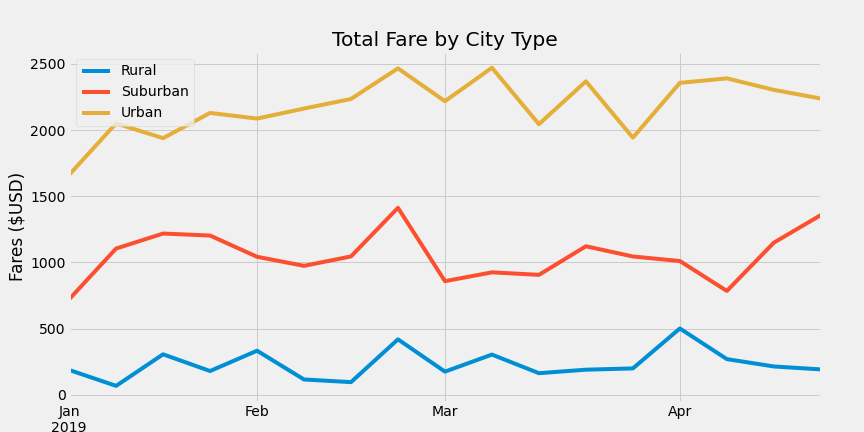 Total Fare by City Type
Rural
Suburban
Urban
Fares ($USD)
2500
2000
1500
1000
500
0
Jan Feb Mar Apr
2019